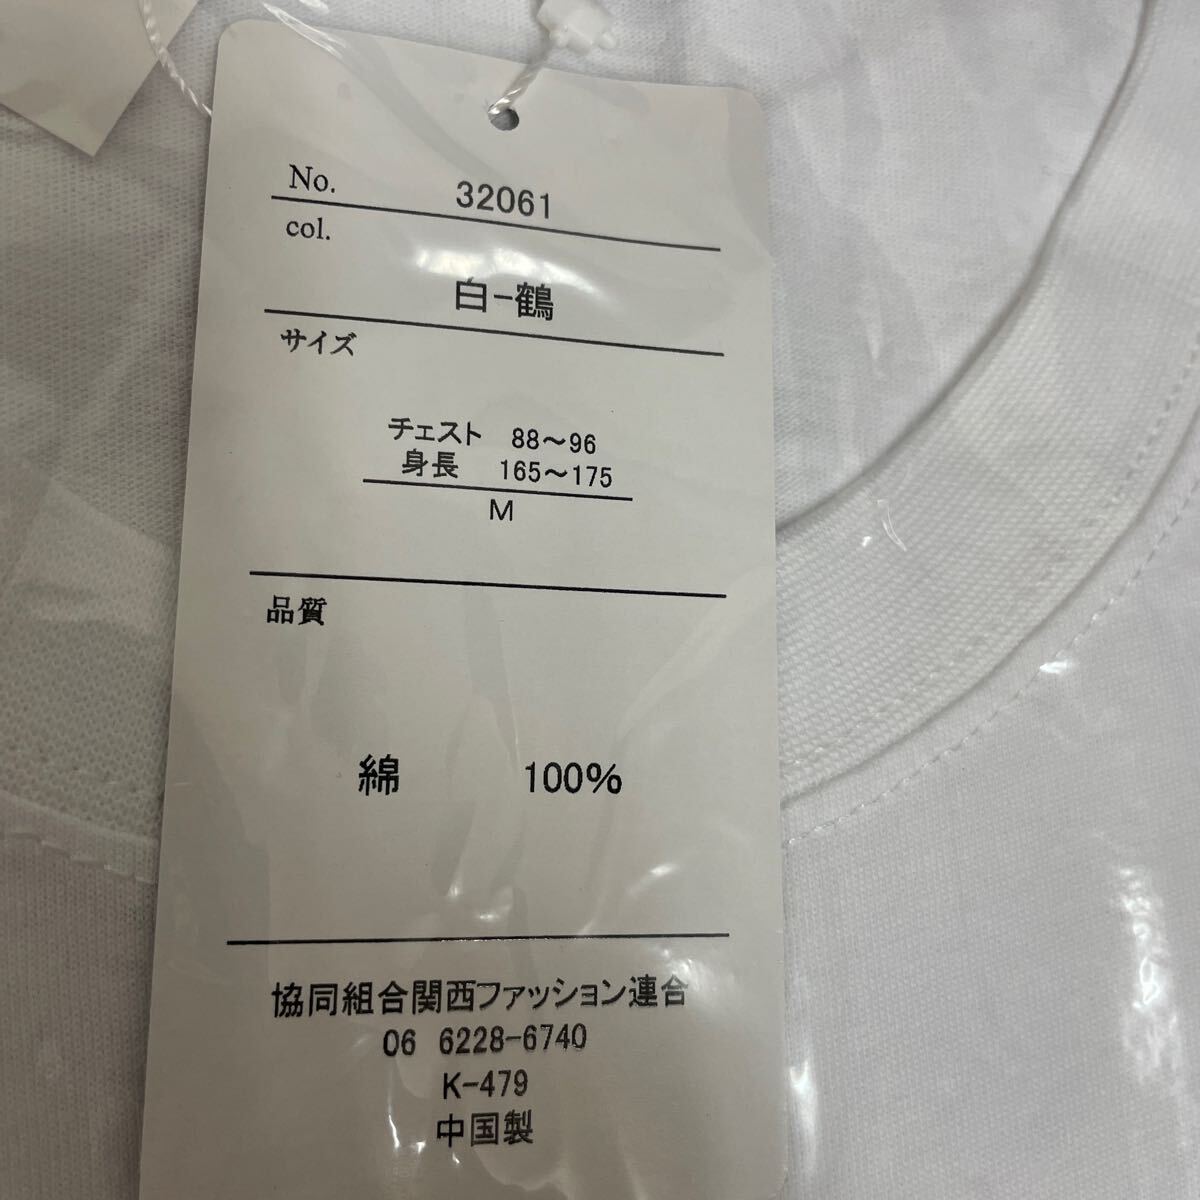 No. 32061
col.
白-鶴
サイズ
チェスト 88～96
身長 165～175
M
品質
綿 100%
協同組合関西ファッション連合
06 6228-6740
K-479
中国製